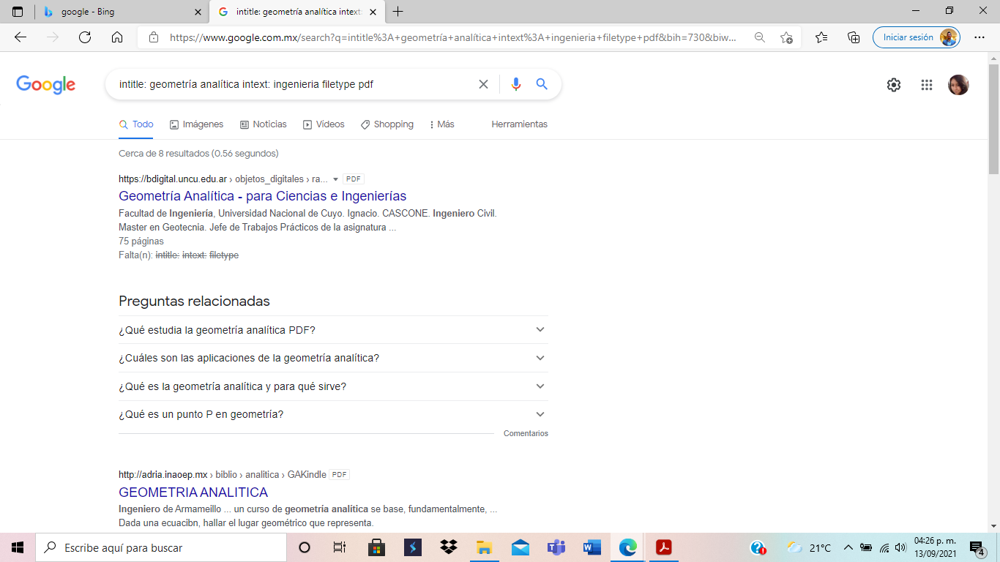 google - Bing
intitle: geometría analítica intext:
https://www.google.com.mx/search?q=intitle%3A+geometría+analítica+intext%3A+ingenieria+filetype+pdf&bih=730&biw...
Iniciar sesión
Google
intitle: geometría analítica intext: ingenieria filetype pdf
Todo Imágenes Noticias Videos Shopping Más Herramientas
Cerca de 8 resultados (0.56 segundos)
https://bdigital.uncu.edu.ar › objetos_digitales › ra... PDF
Geometría Analítica - para Ciencias e Ingenierías
Facultad de Ingeniería, Universidad Nacional de Cuyo. Ignacio. CASCONE. Ingeniero Civil.
Master en Geotecnia. Jefe de Trabajos Prácticos de la asignatura ...
75 páginas
Falta(n): intitle: intext: filetype
Preguntas relacionadas
¿Qué estudia la geometría analítica PDF?
¿Cuáles son las aplicaciones de la geometría analítica?
¿Qué es la geometría analítica y para qué sirve?
¿Qué es un punto P en geometría?
Comentarios
http://adria.inaoep.mx › biblio › analitica › GAKindle PDF
GEOMETRIA ANALITICA
Ingeniero de Armameillo ... un curso de geometría analítica se base, fundamentalmente, ...
Dada una ecuacibn, hallar el lugar geométrico que representa.
Escribe aquí para buscar
21°C
04:26 p. m.
13/09/2021
4